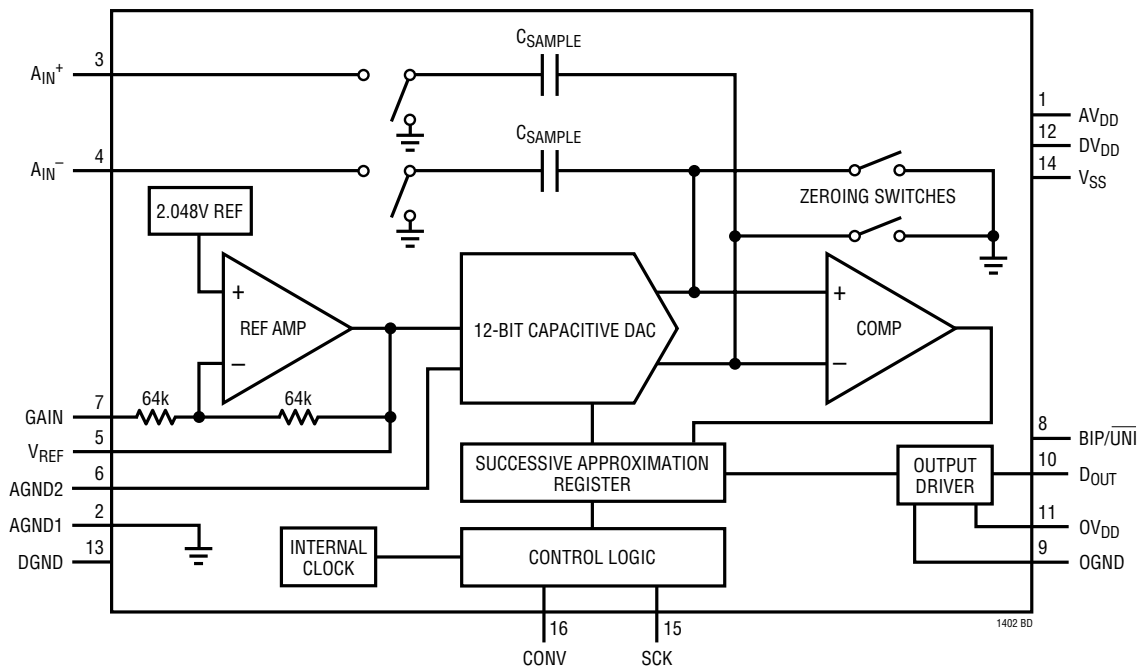 C_SAMPLE
3
A_IN⁺
1
AV_DD
12
DV_DD
C_SAMPLE
4
A_IN⁻
14
V_SS
ZEROING SWITCHES
2.048V REF
+
REF AMP
−
12-BIT CAPACITIVE DAC
+
COMP
−
64k
64k
7
GAIN
5
V_REF
6
AGND2
2
AGND1
13
DGND
8
BIP/U̅N̅I̅
10
D_OUT
11
OV_DD
9
OGND
SUCCESSIVE APPROXIMATION
REGISTER
OUTPUT
DRIVER
INTERNAL
CLOCK
CONTROL LOGIC
16
15
CONV
SCK
1402 BD